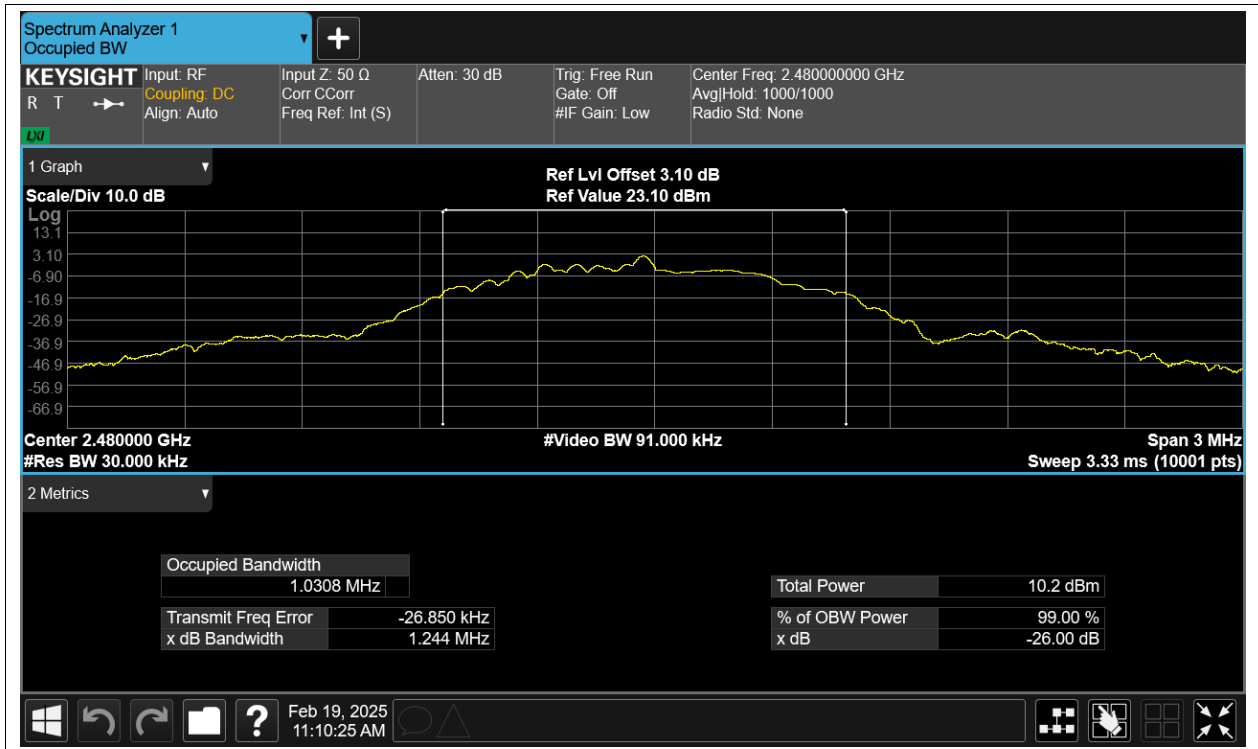 Spectrum Analyzer 1
Occupied BW
+
KEYSIGHT
R T
LXI
Input: RF
Coupling: DC
Align: Auto
Input Z: 50 Ω
Corr CCorr
Freq Ref: Int (S)
Atten: 30 dB
Trig: Free Run
Gate: Off
#IF Gain: Low
Center Freq: 2.480000000 GHz
Avg|Hold: 1000/1000
Radio Std: None
1 Graph
Scale/Div 10.0 dB
Ref Lvl Offset 3.10 dB
Ref Value 23.10 dBm
Log
13.1
3.10
-6.90
-16.9
-26.9
-36.9
-46.9
-56.9
-66.9
Center 2.480000 GHz
#Video BW 91.000 kHz
Span 3 MHz
#Res BW 30.000 kHz
Sweep 3.33 ms (10001 pts)
2 Metrics
Occupied Bandwidth
1.0308 MHz
Transmit Freq Error -26.850 kHz
x dB Bandwidth 1.244 MHz
Total Power 10.2 dBm
% of OBW Power 99.00 %
x dB -26.00 dB
?
Feb 19, 2025
11:10:25 AM